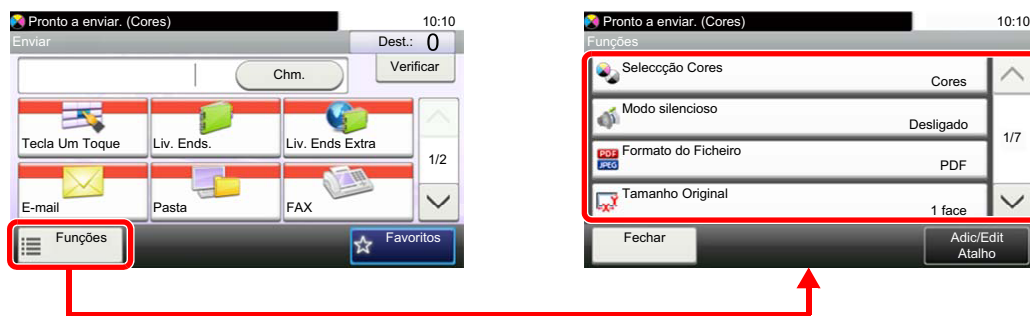 Pronto a enviar. (Cores)
10:10
Enviar
Dest.: 0
Chm.
Verificar
Tecla Um Toque
Liv. Ends.
Liv. Ends Extra
1/2
E-mail
Pasta
FAX
Funções
Favoritos
Pronto a enviar. (Cores)
10:10
Funções
Seleccção Cores
Cores
Modo silencioso
Desligado
1/7
PDF
JPEG
Formato do Ficheiro
PDF
Tamanho Original
1 face
Fechar
Adic/Edit
Atalho